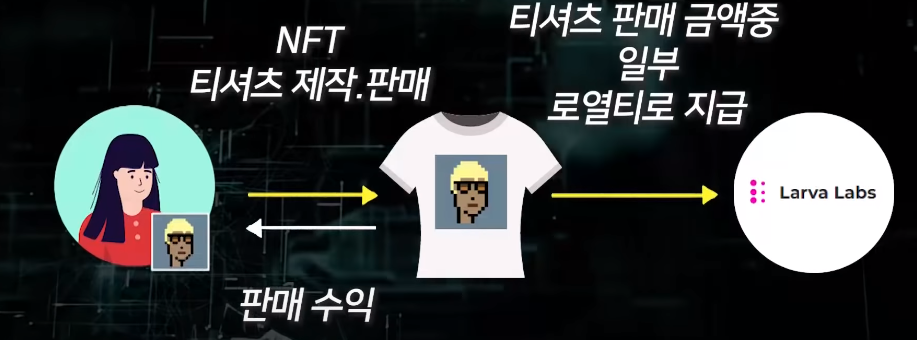 NFT
티셔츠 제작.판매
티셔츠 판매 금액중
일부
로열티로 지급
Larva Labs
판매 수익